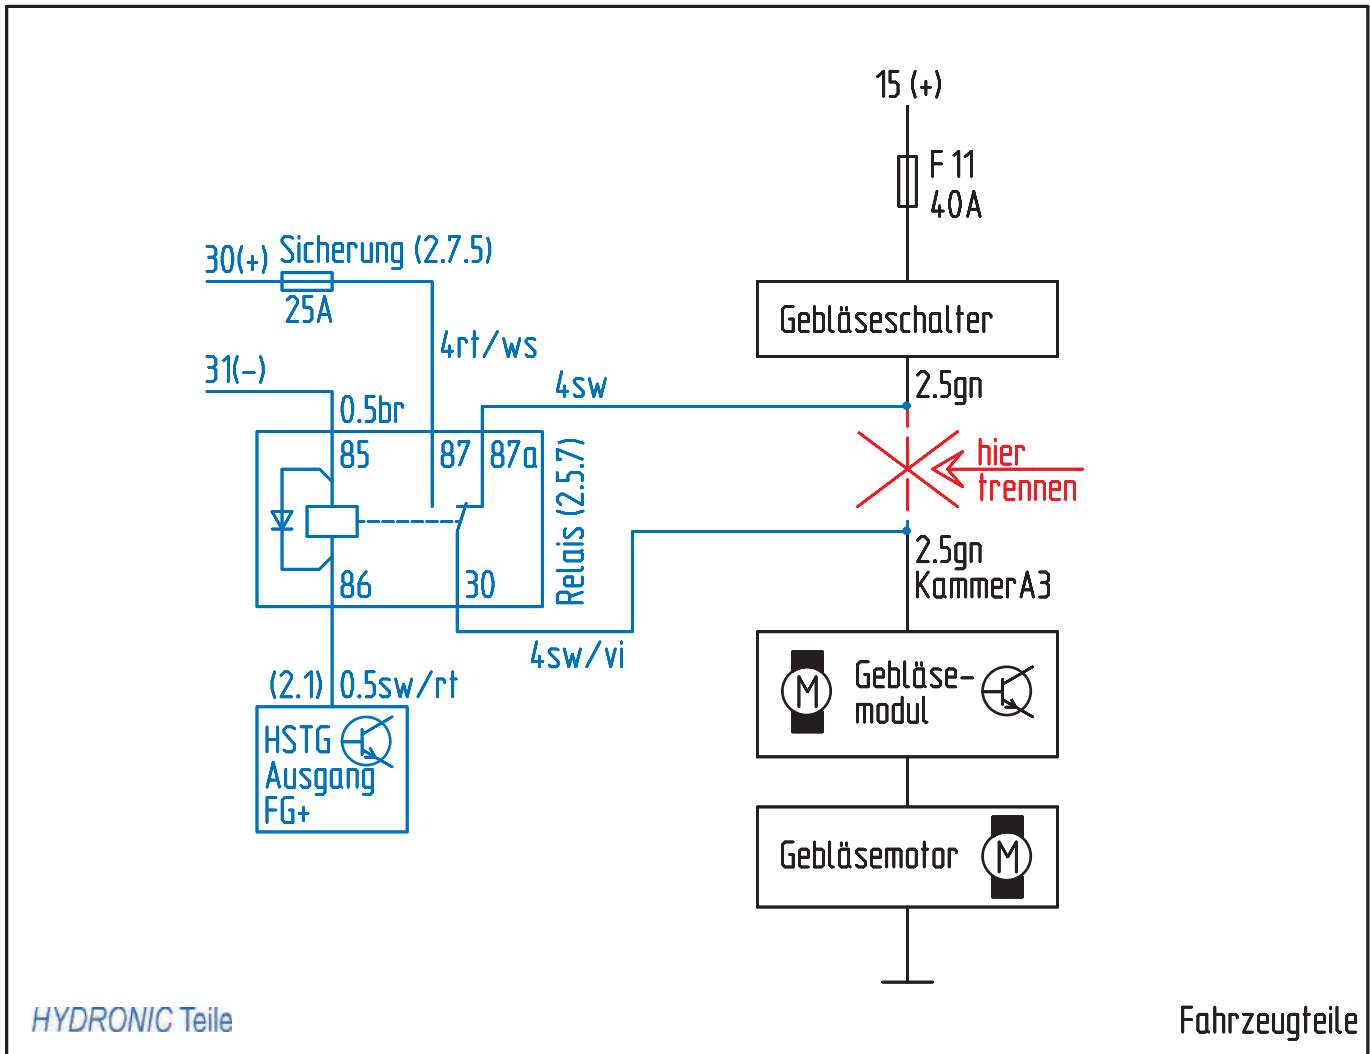 15 (+)
F 11
40A
30(+)
Sicherung (2.7.5)
25A
Gebläseschalter
4rt/ws
31(-)
4sw
2.5gn
0.5br
85
87
87a
hier
trennen
Relais (2.5.7)
2.5gn
KammerA3
86
30
4sw/vi
(2.1)
0.5sw/rt
M
Gebläse-
modul
HSTG
Ausgang
FG+
Gebläsemotor
M
HYDRONIC Teile
Fahrzeugteile